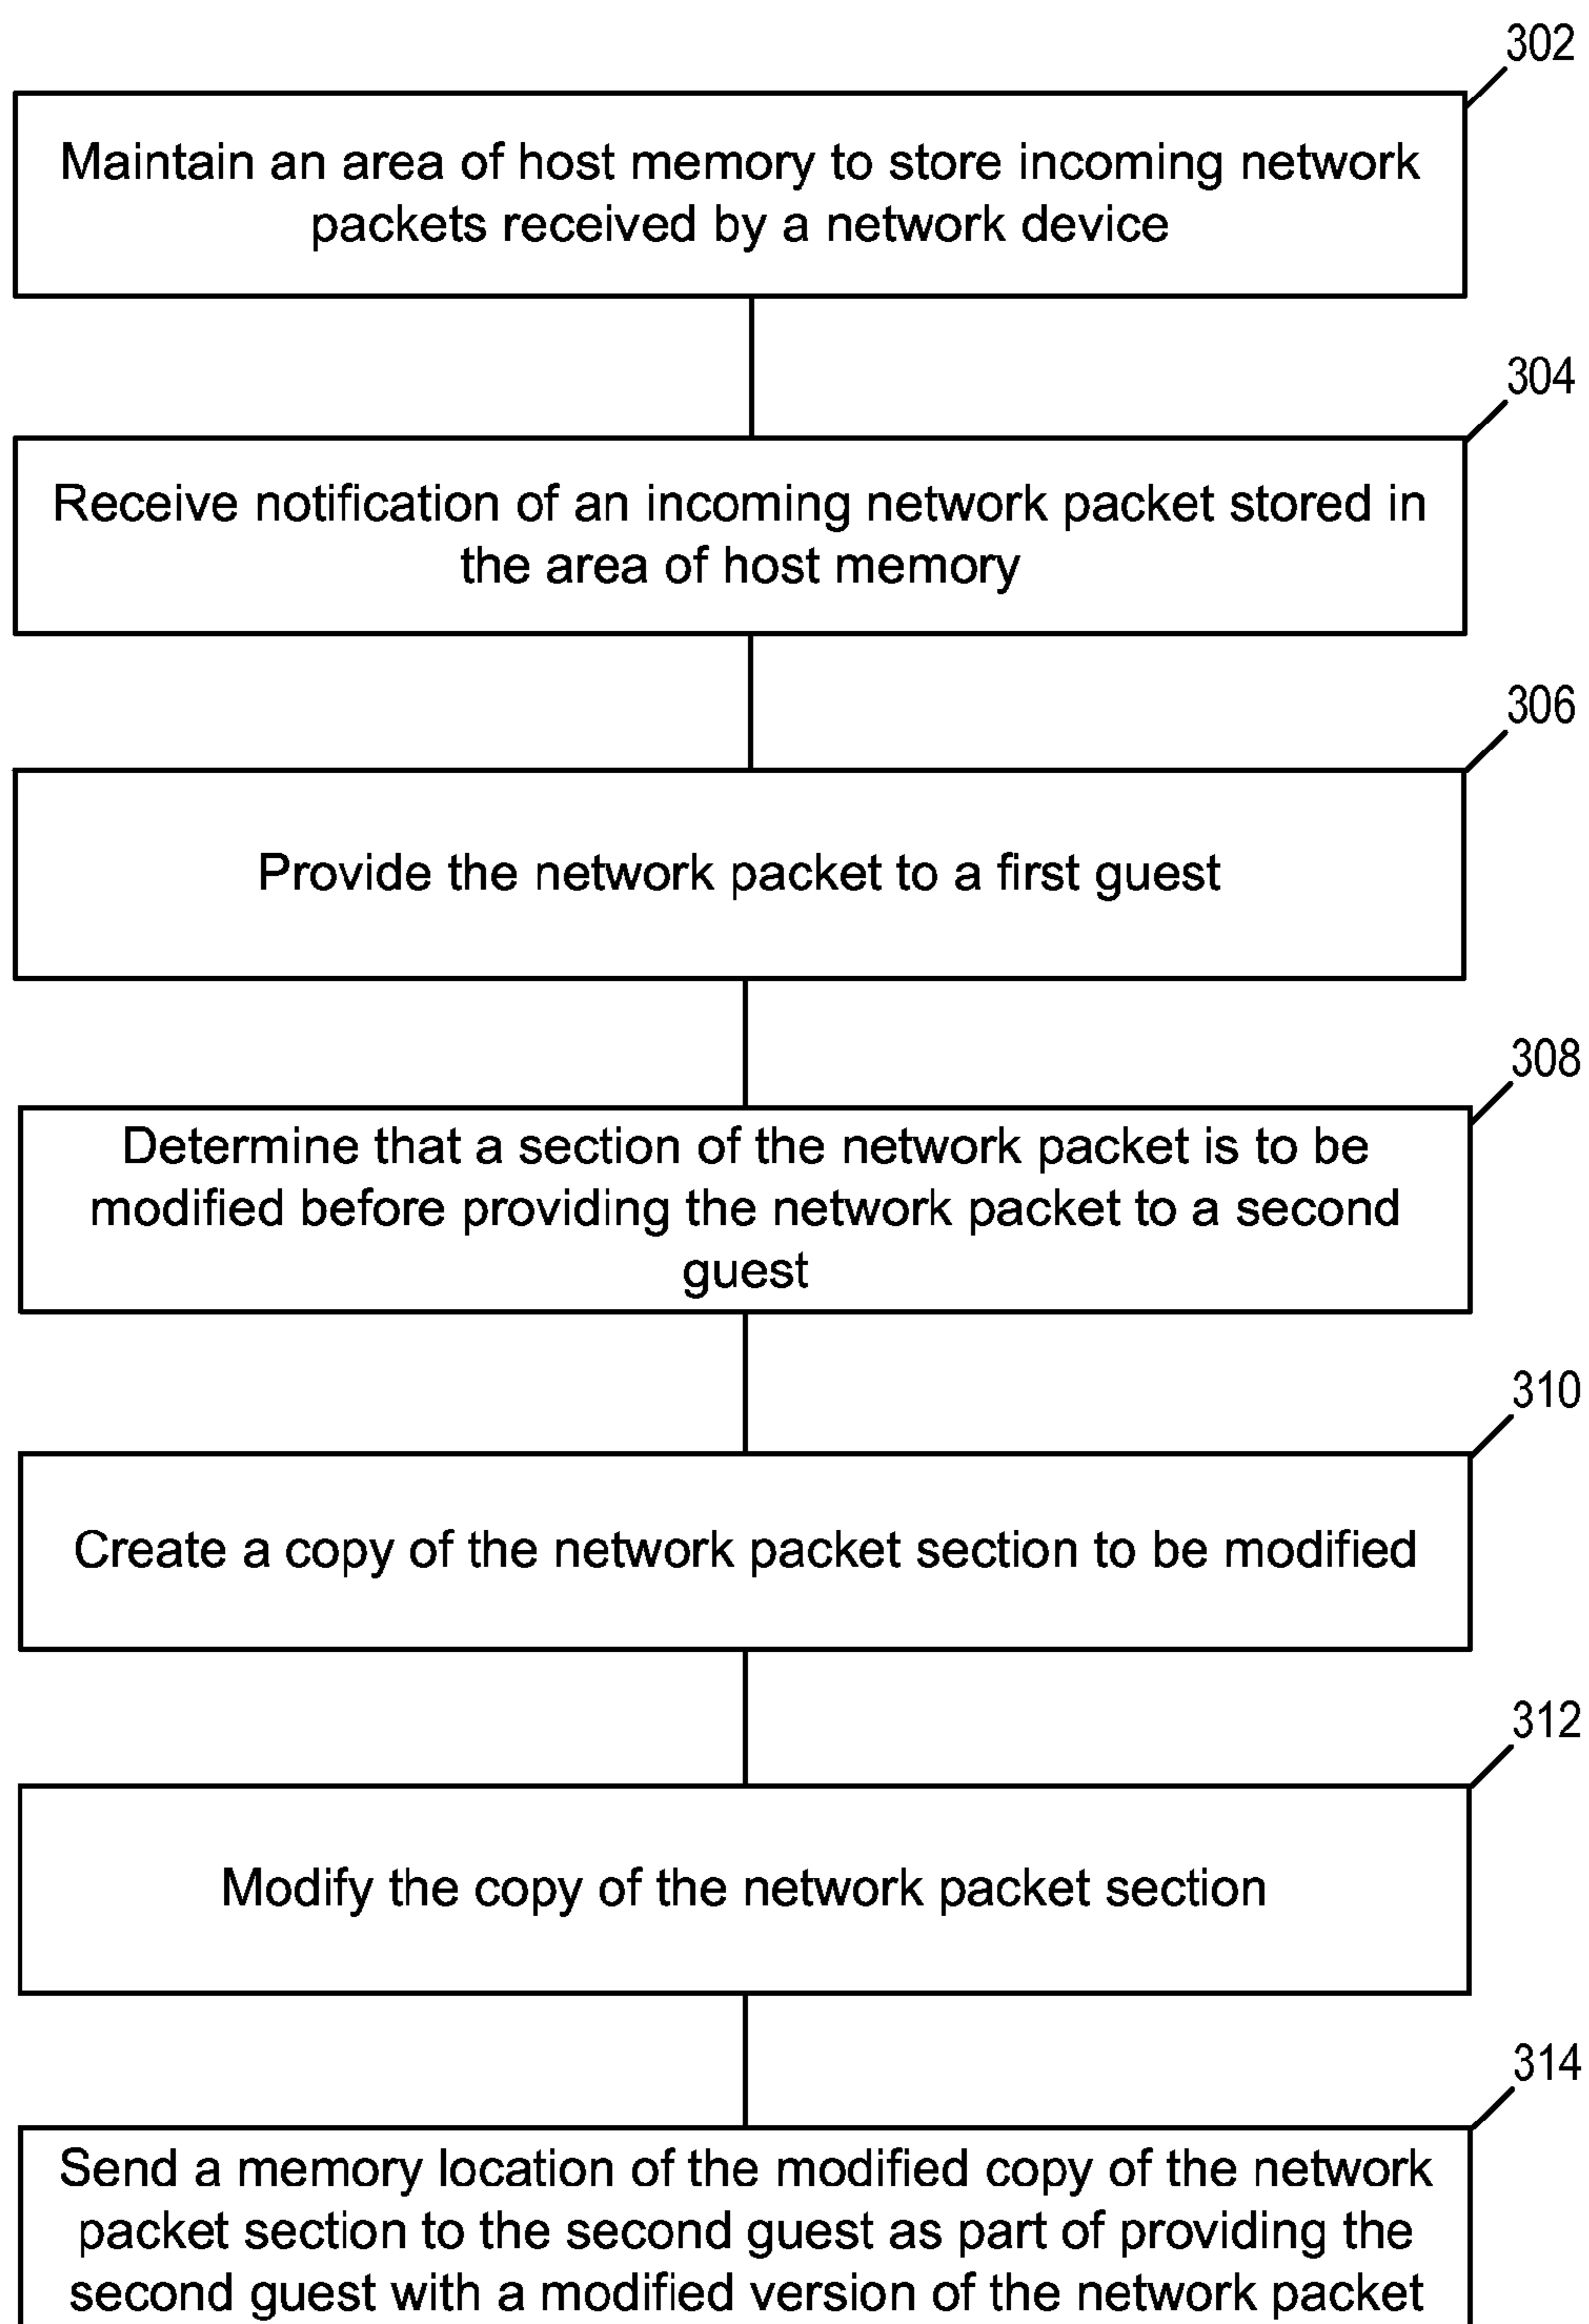 302
Maintain an area of host memory to store incoming network
packets received by a network device
304
Receive notification of an incoming network packet stored in
the area of host memory
306
Provide the network packet to a first guest
308
Determine that a section of the network packet is to be
modified before providing the network packet to a second
guest
310
Create a copy of the network packet section to be modified
312
Modify the copy of the network packet section
314
Send a memory location of the modified copy of the network
packet section to the second guest as part of providing the
second guest with a modified version of the network packet